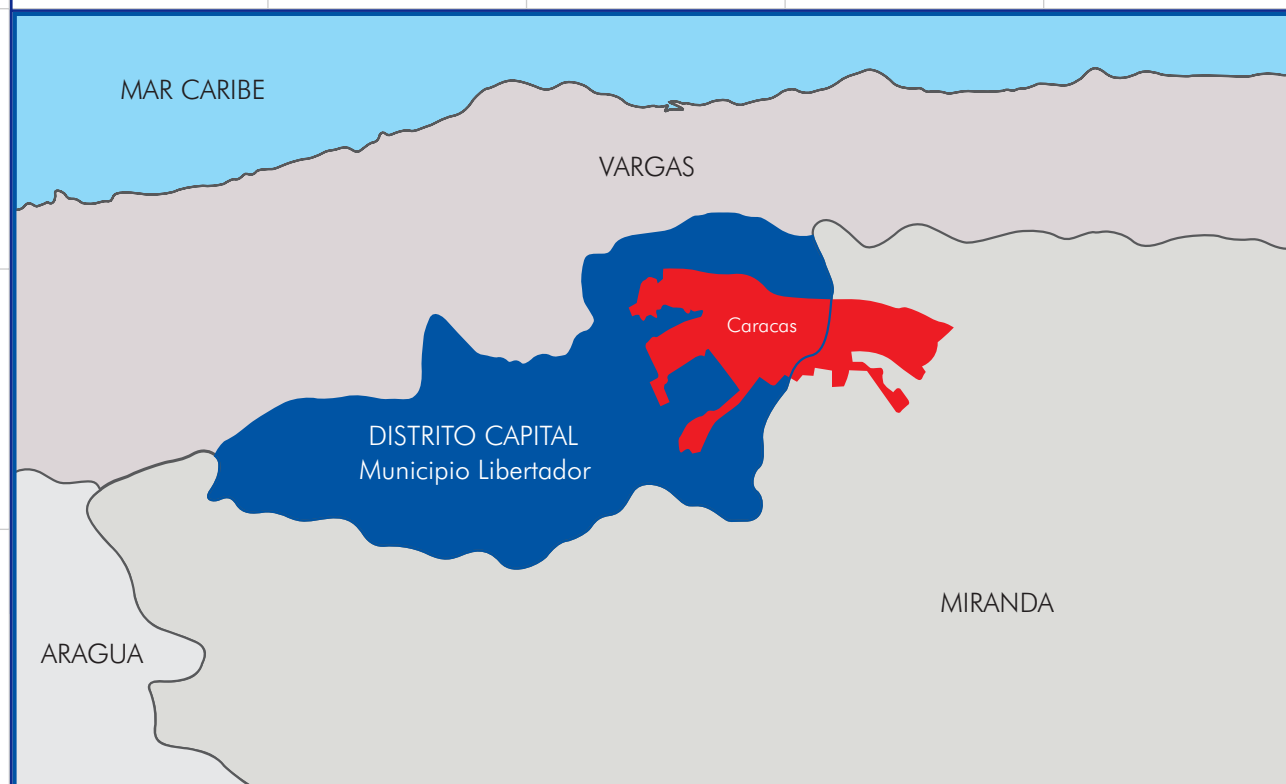 MAR CARIBE
VARGAS
Caracas
DISTRITO CAPITAL
Municipio Libertador
MIRANDA
ARAGUA